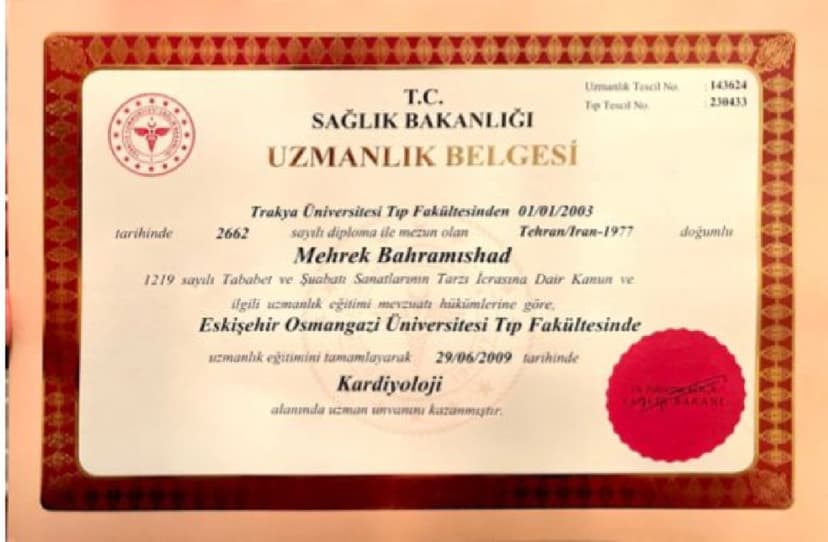 Uzmanlık Tescil No. : 143624
Tıp Tescil No. : 230433
T.C.
SAĞLIK BAKANLIĞI
UZMANLIK BELGESİ
Trakya Üniversitesi Tıp Fakültesinden 01/01/2003
tarihinde 2662 sayılı diploma ile mezun olan Tehran/Iran-1977 doğumlu
Mehrek Bahramıshad
1219 sayılı Tababet ve Şuabatı Sanatlarının Tarzı İcrasına Dair Kanun ve
ilgili uzmanlık eğitimi mevzuatı hükümlerine göre,
Eskişehir Osmangazi Üniversitesi Tıp Fakültesinde
uzmanlık eğitimini tamamlayarak 29/06/2009 tarihinde
Kardiyoloji
alanında uzman unvanını kazanmıştır.
SAĞLIK BAKANI